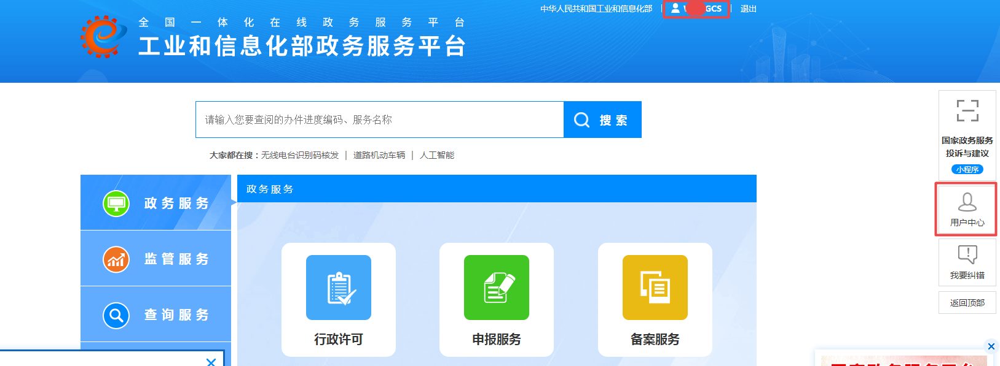 中华人民共和国工业和信息化部
GCS
退出
全国一体化在线政务服务平台
工业和信息化部政务服务平台
请输入您要查阅的办件进度编码、服务名称
搜索
大家都在搜：无线电台识别码核发 | 道路机动车辆 | 人工智能
国家政务服务
投诉与建议
小程序
用户中心
我要纠错
返回顶部
政务服务
监管服务
查询服务
政务服务
行政许可
申报服务
备案服务